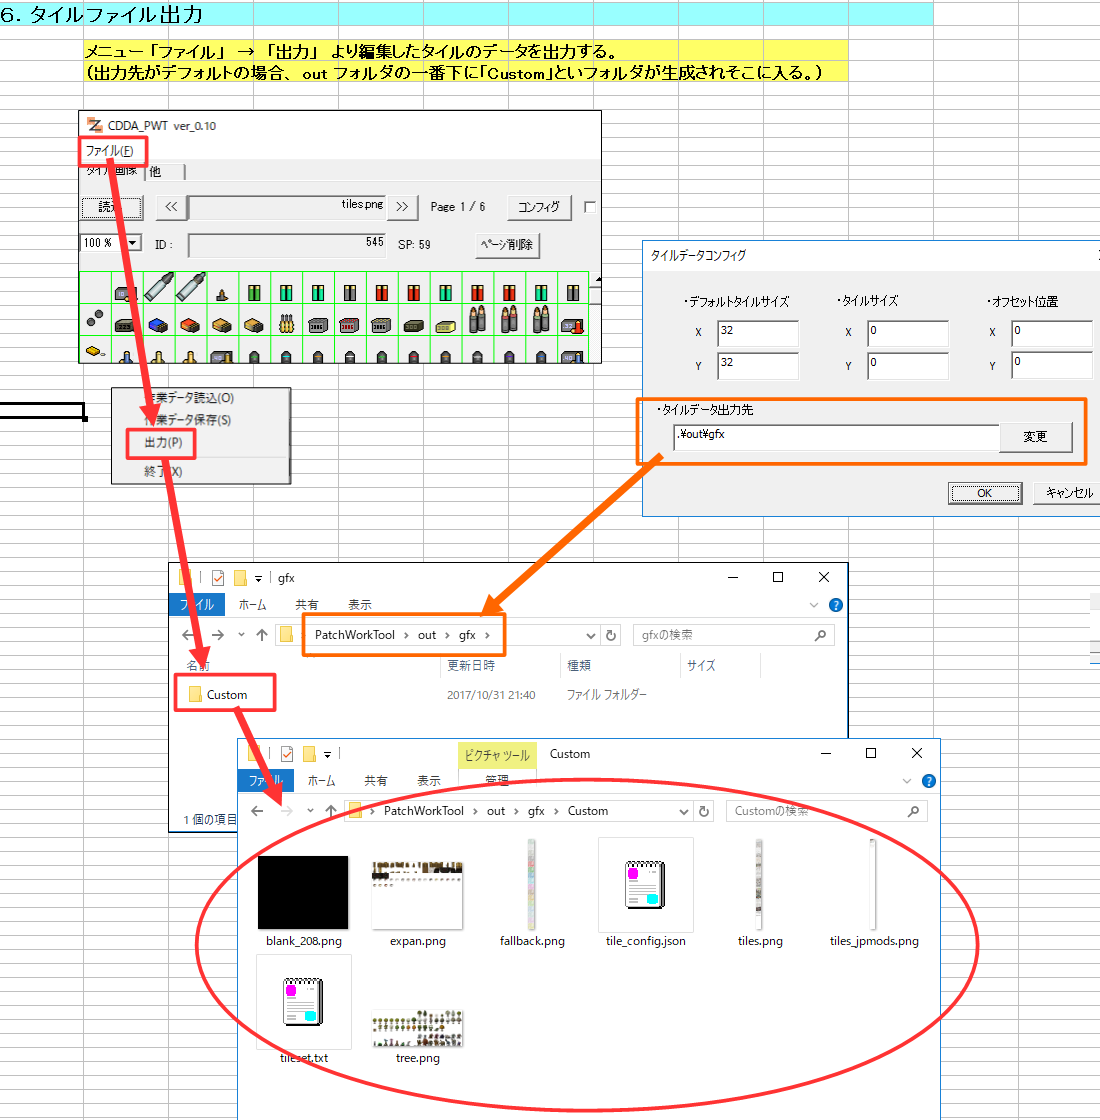 6. タイルファイル出力
メニュー「ファイル」 → 「出力」 より編集したタイルのデータを出力する。
(出力先がデフォルトの場合、out フォルダの一番下に「Custom」といフォルダが生成されそこに入る。)
CDDA_PWT ver_0.10
ファイル(F)
タイル画像 他
読込 << tiles.png >> Page 1 / 6 コンフィグ
100 % ID : 545 SP: 59 ページ削除
タイルデータコンフィグ
・デフォルトタイルサイズ ・タイルサイズ ・オフセット位置
X 32 X 0 X 0
Y 32 Y 0 Y 0
・タイルデータ出力先
.¥out¥gfx 変更
OK キャンセル
作業データ読込(O)
作業データ保存(S)
出力(P)
終了(X)
gfx
ファイル ホーム 共有 表示
PatchWorkTool › out › gfx › gfxの検索
名前 更新日時 種類 サイズ
Custom 2017/10/31 21:40 ファイル フォルダー
1 個の項目
ピクチャ ツール Custom
ファイル ホーム 共有 表示 管理
› PatchWorkTool › out › gfx › Custom Customの検索
blank_208.png expan.png fallback.png tile_config.json tiles.png tiles_jpmods.png
tileset.txt tree.png